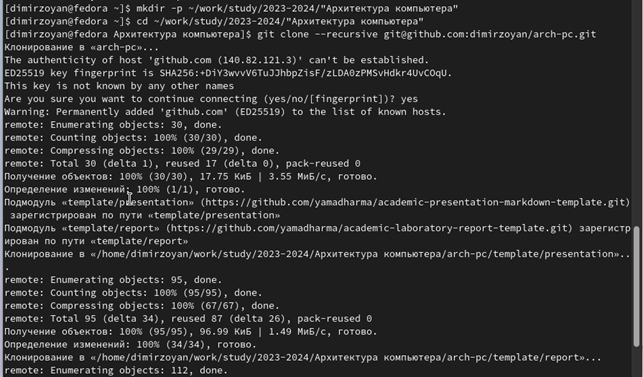 [dimirzoyan@fedora ~]$ mkdir -p ~/work/study/2023-2024/"Архитектура компьютера"
[dimirzoyan@fedora ~]$ cd ~/work/study/2023-2024/"Архитектура компьютера"
[dimirzoyan@fedora Архитектура компьютера]$ git clone --recursive git@github.com:dimirzoyan/arch-pc.git
Клонирование в «arch-pc»...
The authenticity of host 'github.com (140.82.121.3)' can't be established.
ED25519 key fingerprint is SHA256:+DiY3wvvV6TuJJhbpZisF/zLDA0zPMSvHdkr4UvCOqU.
This key is not known by any other names
Are you sure you want to continue connecting (yes/no/[fingerprint])? yes
Warning: Permanently added 'github.com' (ED25519) to the list of known hosts.
remote: Enumerating objects: 30, done.
remote: Counting objects: 100% (30/30), done.
remote: Compressing objects: 100% (29/29), done.
remote: Total 30 (delta 1), reused 17 (delta 0), pack-reused 0
Получение объектов: 100% (30/30), 17.75 КиБ | 3.55 МиБ/с, готово.
Определение изменений: 100% (1/1), готово.
Подмодуль «template/presentation» (https://github.com/yamadharma/academic-presentation-markdown-template.git)
 зарегистрирован по пути «template/presentation»
Подмодуль «template/report» (https://github.com/yamadharma/academic-laboratory-report-template.git) зарегистр
ирован по пути «template/report»
Клонирование в «/home/dimirzoyan/work/study/2023-2024/Архитектура компьютера/arch-pc/template/presentation»..
.
remote: Enumerating objects: 95, done.
remote: Counting objects: 100% (95/95), done.
remote: Compressing objects: 100% (67/67), done.
remote: Total 95 (delta 34), reused 87 (delta 26), pack-reused 0
Получение объектов: 100% (95/95), 96.99 КиБ | 1.49 МиБ/с, готово.
Определение изменений: 100% (34/34), готово.
Клонирование в «/home/dimirzoyan/work/study/2023-2024/Архитектура компьютера/arch-pc/template/report»...
remote: Enumerating objects: 112, done.